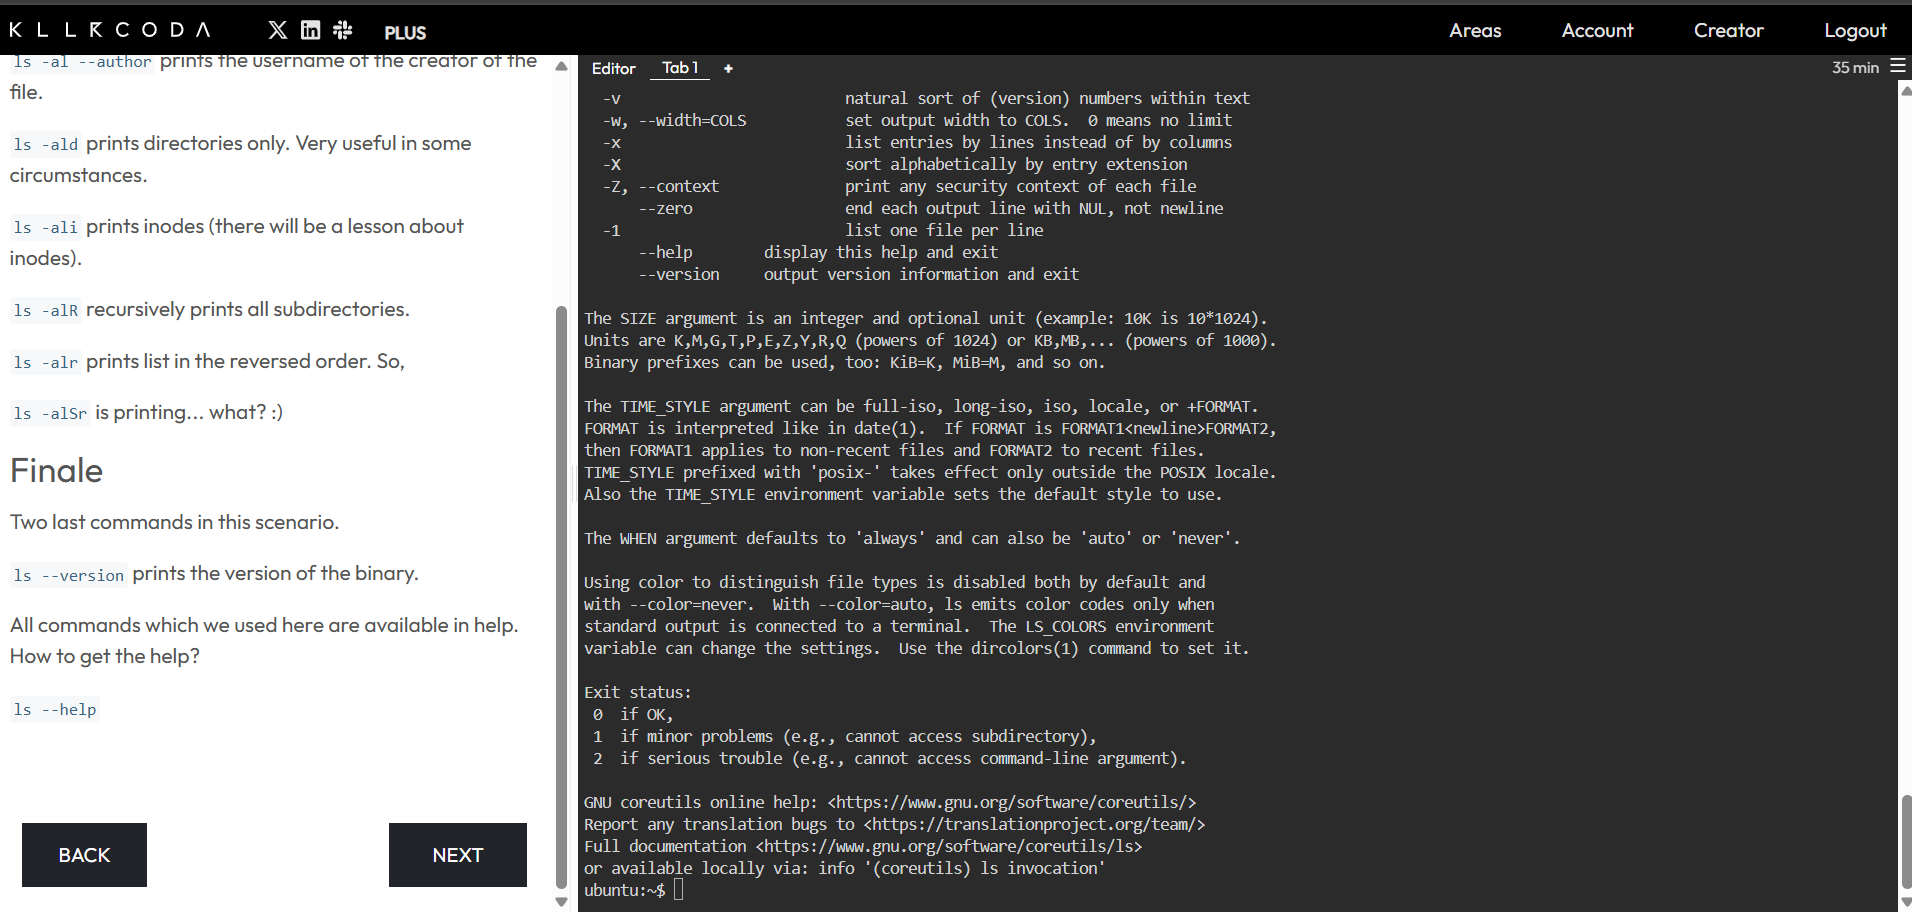 KLLRCODA PLUS Areas Account Creator Logout
ls -al --author prints the username of the creator of the
file.
ls -ald prints directories only. Very useful in some
circumstances.
ls -ali prints inodes (there will be a lesson about
inodes).
ls -alR recursively prints all subdirectories.
ls -alr prints list in the reversed order. So,
ls -alSr is printing... what? :)
Finale
Two last commands in this scenario.
ls --version prints the version of the binary.
All commands which we used here are available in help.
How to get the help?
ls --help
BACK NEXT
Editor Tab 1 + 35 min
-v natural sort of (version) numbers within text
-w, --width=COLS set output width to COLS.  0 means no limit
-x list entries by lines instead of by columns
-X sort alphabetically by entry extension
-Z, --context print any security context of each file
--zero end each output line with NUL, not newline
-1 list one file per line
--help display this help and exit
--version output version information and exit
The SIZE argument is an integer and optional unit (example: 10K is 10*1024).
Units are K,M,G,T,P,E,Z,Y,R,Q (powers of 1024) or KB,MB,... (powers of 1000).
Binary prefixes can be used, too: KiB=K, MiB=M, and so on.
The TIME_STYLE argument can be full-iso, long-iso, iso, locale, or +FORMAT.
FORMAT is interpreted like in date(1).  If FORMAT is FORMAT1<newline>FORMAT2,
then FORMAT1 applies to non-recent files and FORMAT2 to recent files.
TIME_STYLE prefixed with 'posix-' takes effect only outside the POSIX locale.
Also the TIME_STYLE environment variable sets the default style to use.
The WHEN argument defaults to 'always' and can also be 'auto' or 'never'.
Using color to distinguish file types is disabled both by default and
with --color=never.  With --color=auto, ls emits color codes only when
standard output is connected to a terminal.  The LS_COLORS environment
variable can change the settings.  Use the dircolors(1) command to set it.
Exit status:
0  if OK,
1  if minor problems (e.g., cannot access subdirectory),
2  if serious trouble (e.g., cannot access command-line argument).
GNU coreutils online help: <https://www.gnu.org/software/coreutils/>
Report any translation bugs to <https://translationproject.org/team/>
Full documentation <https://www.gnu.org/software/coreutils/ls>
or available locally via: info '(coreutils) ls invocation'
ubuntu:~$